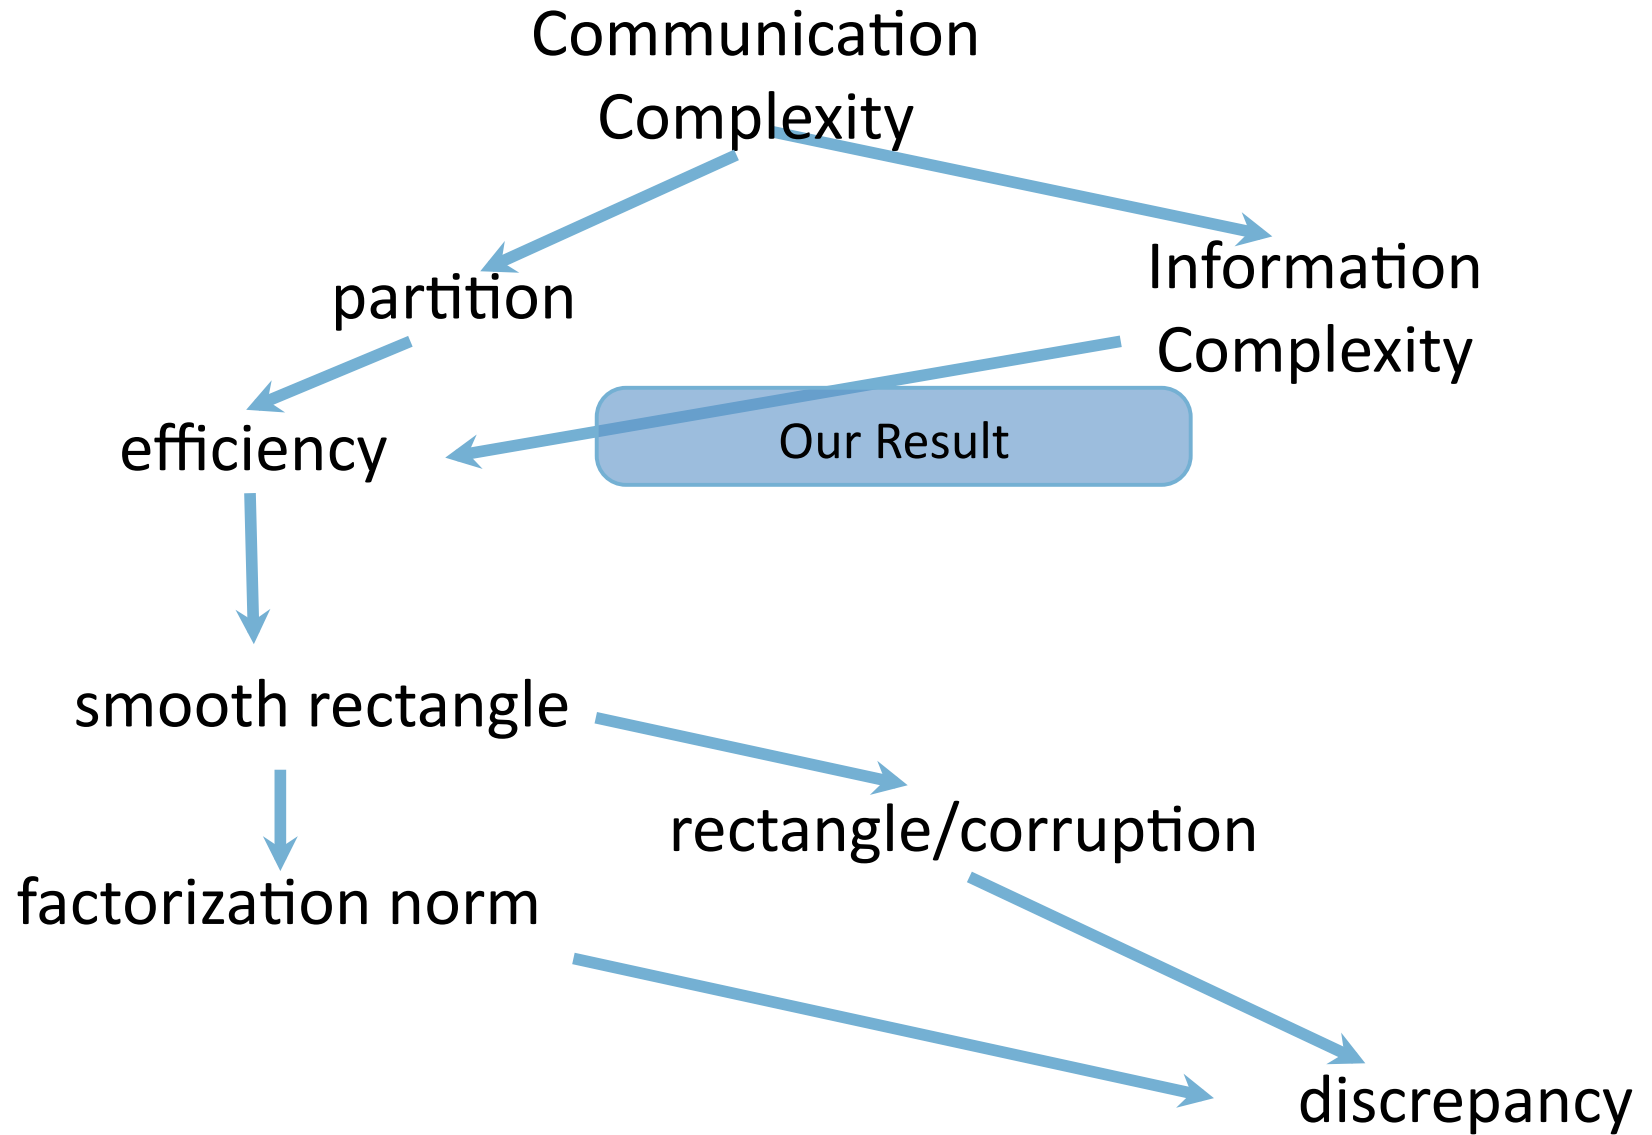 Communication
Complexity
partition
Information
Complexity
efficiency
Our Result
smooth rectangle
rectangle/corruption
factorization norm
discrepancy